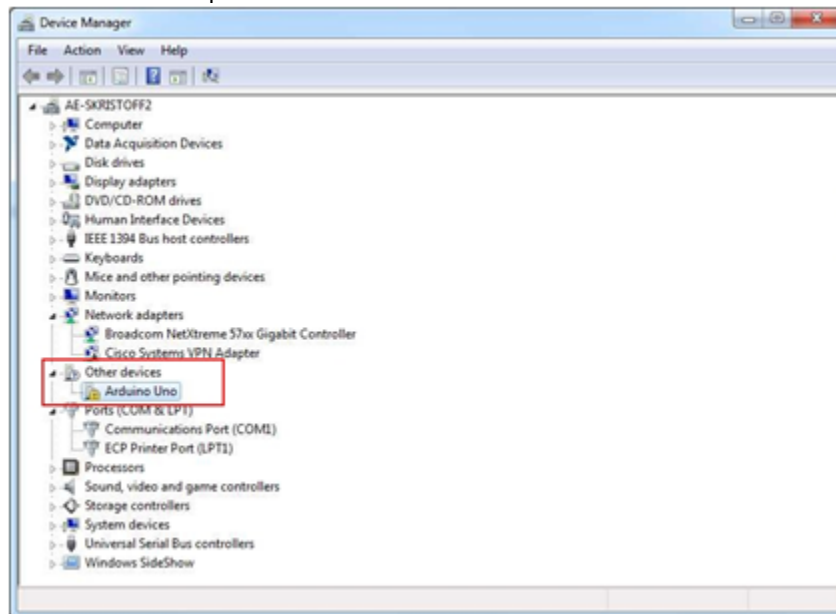 Device Manager
File Action View Help
AE-SKRISTOFF2
Computer
Data Acquisition Devices
Disk drives
Display adapters
DVD/CD-ROM drives
Human Interface Devices
IEEE 1394 Bus host controllers
Keyboards
Mice and other pointing devices
Monitors
Network adapters
Broadcom NetXtreme 57xx Gigabit Controller
Cisco Systems VPN Adapter
Other devices
Arduino Uno
Ports (COM & LPT)
Communications Port (COM1)
ECP Printer Port (LPT1)
Processors
Sound, video and game controllers
Storage controllers
System devices
Universal Serial Bus controllers
Windows SideShow